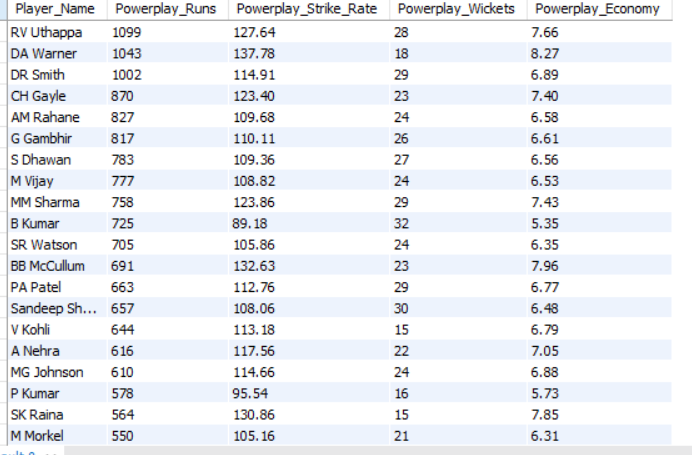 Player_Name Powerplay_Runs Powerplay_Strike_Rate Powerplay_Wickets Powerplay_Economy
RV Uthappa 1099 127.64 28 7.66
DA Warner 1043 137.78 18 8.27
DR Smith 1002 114.91 29 6.89
CH Gayle 870 123.40 23 7.40
AM Rahane 827 109.68 24 6.58
G Gambhir 817 110.11 26 6.61
S Dhawan 783 109.36 27 6.56
M Vijay 777 108.82 24 6.53
MM Sharma 758 123.86 29 7.43
B Kumar 725 89.18 32 5.35
SR Watson 705 105.86 24 6.35
BB McCullum 691 132.63 23 7.96
PA Patel 663 112.76 29 6.77
Sandeep Sh... 657 108.06 30 6.48
V Kohli 644 113.18 15 6.79
A Nehra 616 117.56 22 7.05
MG Johnson 610 114.66 24 6.88
P Kumar 578 95.54 16 5.73
SK Raina 564 130.86 15 7.85
M Morkel 550 105.16 21 6.31